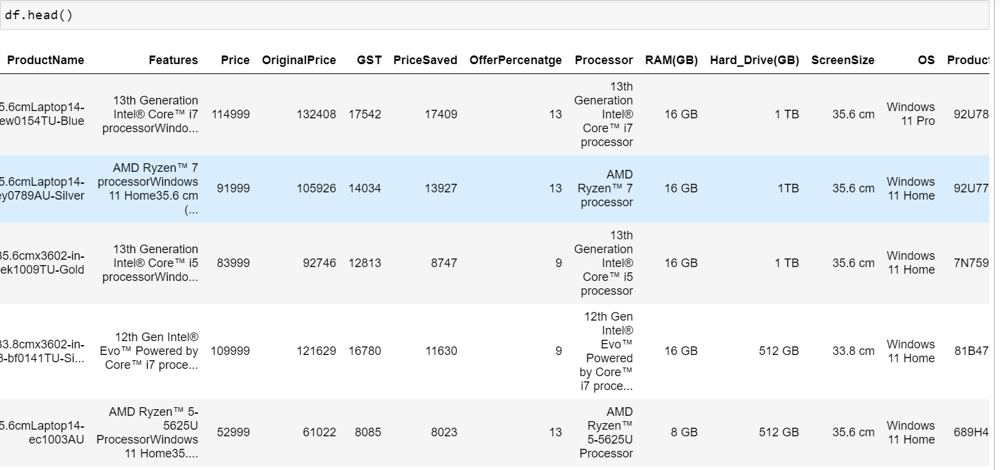 df.head()
ProductName Features Price OriginalPrice GST PriceSaved OfferPercenatge Processor RAM(GB) Hard_Drive(GB) ScreenSize OS Product
5.6cmLaptop14-
ew0154TU-Blue
13th Generation
Intel® Core™ i7
processorWindo...
114999 132408 17542 17409 13
13th
Generation
Intel®
Core™ i7
processor
16 GB 1 TB 35.6 cm
Windows
11 Pro
92U78
5.6cmLaptop14-
ey0789AU-Silver
AMD Ryzen™ 7
processorWindows
11 Home35.6 cm
(...
91999 105926 14034 13927 13
AMD
Ryzen™ 7
processor
16 GB 1TB 35.6 cm
Windows
11 Home
92U77
35.6cmx3602-in-
ek1009TU-Gold
13th Generation
Intel® Core™ i5
processorWindo...
83999 92746 12813 8747 9
13th
Generation
Intel®
Core™ i5
processor
16 GB 1 TB 35.6 cm
Windows
11 Home
7N759
33.8cmx3602-in-
3-bf0141TU-Si...
12th Gen Intel®
Evo™ Powered by
Core™ i7 proce...
109999 121629 16780 11630 9
12th Gen
Intel®
Evo™
Powered
by Core™
i7 proce...
16 GB 512 GB 33.8 cm
Windows
11 Home
81B47
5.6cmLaptop14-
ec1003AU
AMD Ryzen™ 5-
5625U
ProcessorWindows
11 Home35....
52999 61022 8085 8023 13
AMD
Ryzen™
5-5625U
Processor
8 GB 512 GB 35.6 cm
Windows
11 Home
689H4